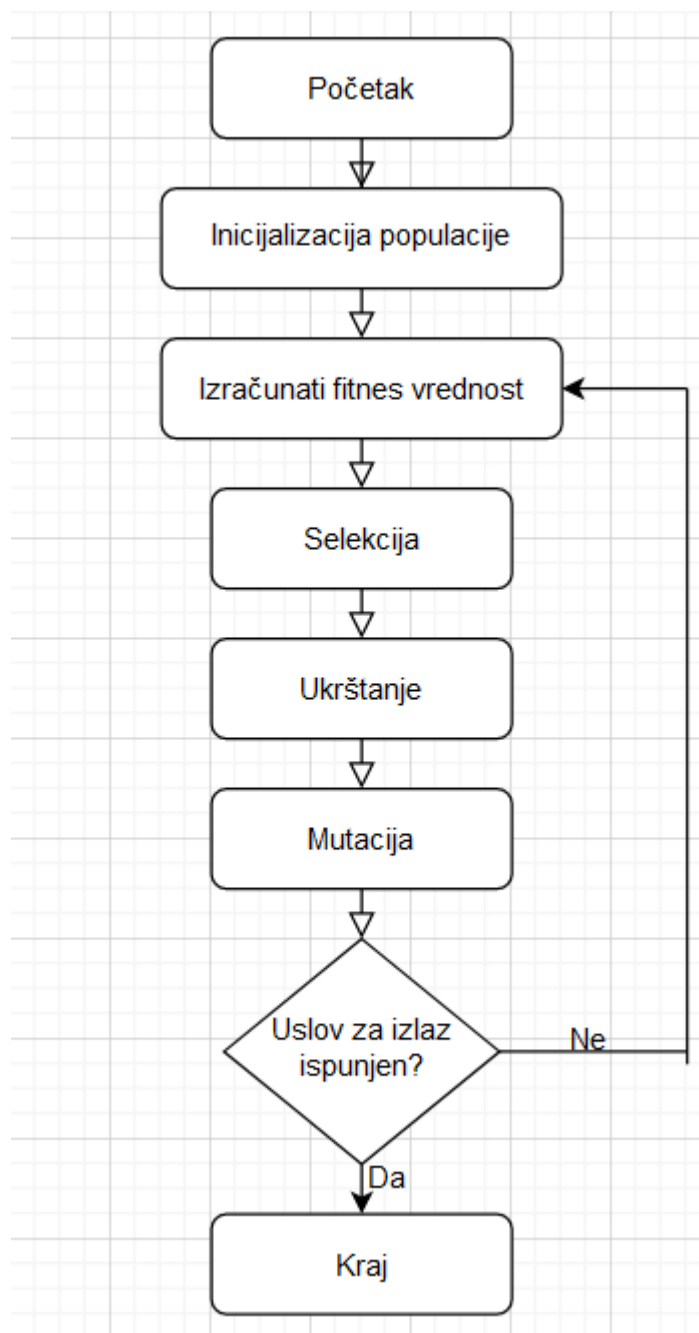 Početak
Inicijalizacija populacije
Izračunati fitnes vrednost
Selekcija
Ukrštanje
Mutacija
Uslov za izlaz
ispunjen?
Ne
Da
Kraj